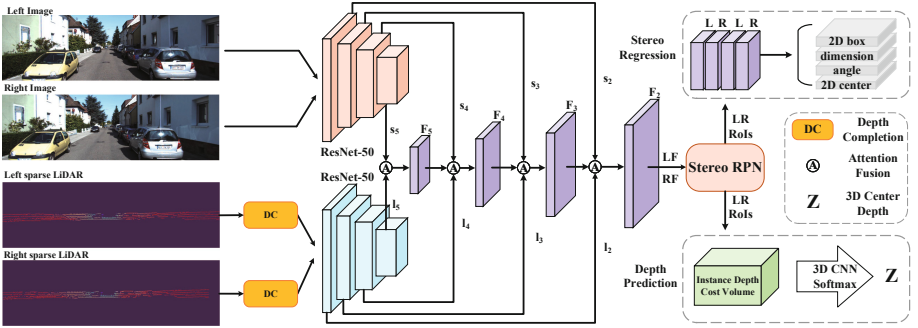 Left Image
Right Image
Left sparse LiDAR
DC
Right sparse LiDAR
DC
ResNet-50
ResNet-50
s5
s4
s3
s2
F5
F4
F3
F2
A
A
A
A
l5
l4
l3
l2
LF
RF
Stereo RPN
LR
RoIs
LR
RoIs
Stereo
Regression
L R L R
2D box
dimension
angle
2D center
DC
Depth
Completion
A
Attention
Fusion
Z
3D Center
Depth
Depth
Prediction
Instance Depth
Cost Volume
3D CNN
Softmax
Z